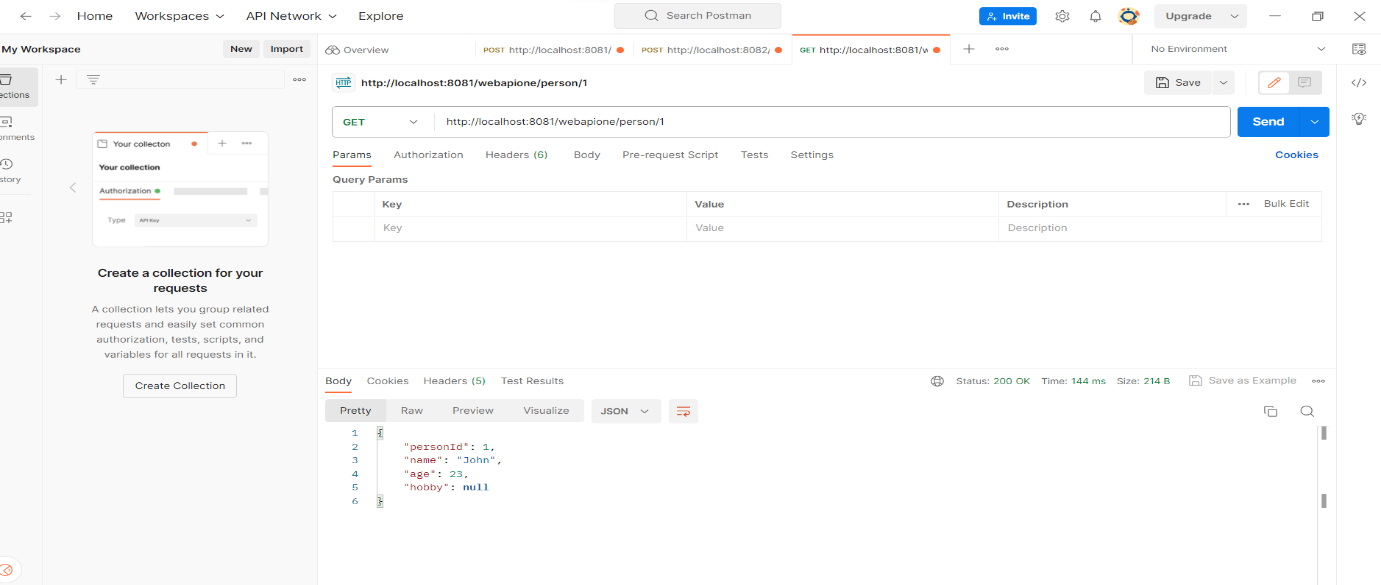 Home Workspaces API Network Explore Search Postman Invite Upgrade
My Workspace New Import Overview POST http://localhost:8081/ POST http://localhost:8082/ GET http://localhost:8081/w No Environment
ections
http://localhost:8081/webapione/person/1 Save
GET http://localhost:8081/webapione/person/1 Send
onments
Your collecton
Params Authorization Headers (6) Body Pre-request Script Tests Settings Cookies
Your collection
story
Query Params
Authorization
Key Value Description Bulk Edit
Type API Key
Key Value Description
Create a collection for your
requests
A collection lets you group related
requests and easily set common
authorization, tests, scripts, and
variables for all requests in it.
Create Collection
Body Cookies Headers (5) Test Results Status: 200 OK Time: 144 ms Size: 214 B Save as Example
Pretty Raw Preview Visualize JSON
1 {
2 "personId": 1,
3 "name": "John",
4 "age": 23,
5 "hobby": null
6 }